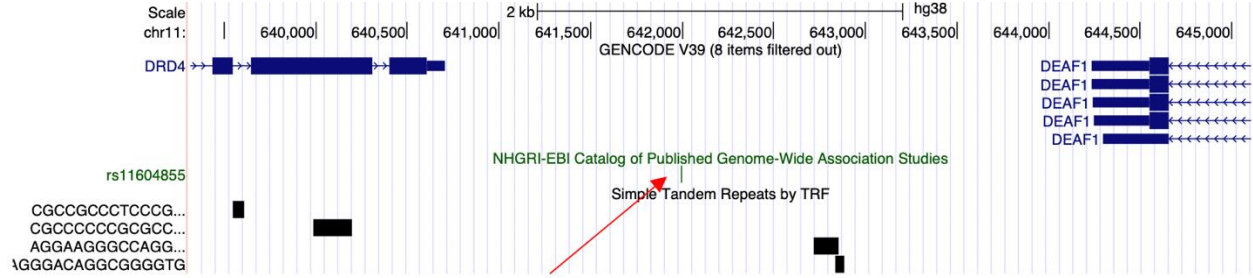 Scale 2 kb hg38
chr11: 640,000 640,500 641,000 641,500 642,000 642,500 643,000 643,500 644,000 644,500 645,000
GENCODE V39 (8 items filtered out)
DRD4 DEAF1
DEAF1
DEAF1
DEAF1
DEAF1
NHGRI-EBI Catalog of Published Genome-Wide Association Studies
rs11604855
Simple Tandem Repeats by TRF
CGCCGCCCTCCCG...
CGCCCCCCGCGCC...
AGGAAGGGCCAGG...
AGGGACAGGCGGGGTG